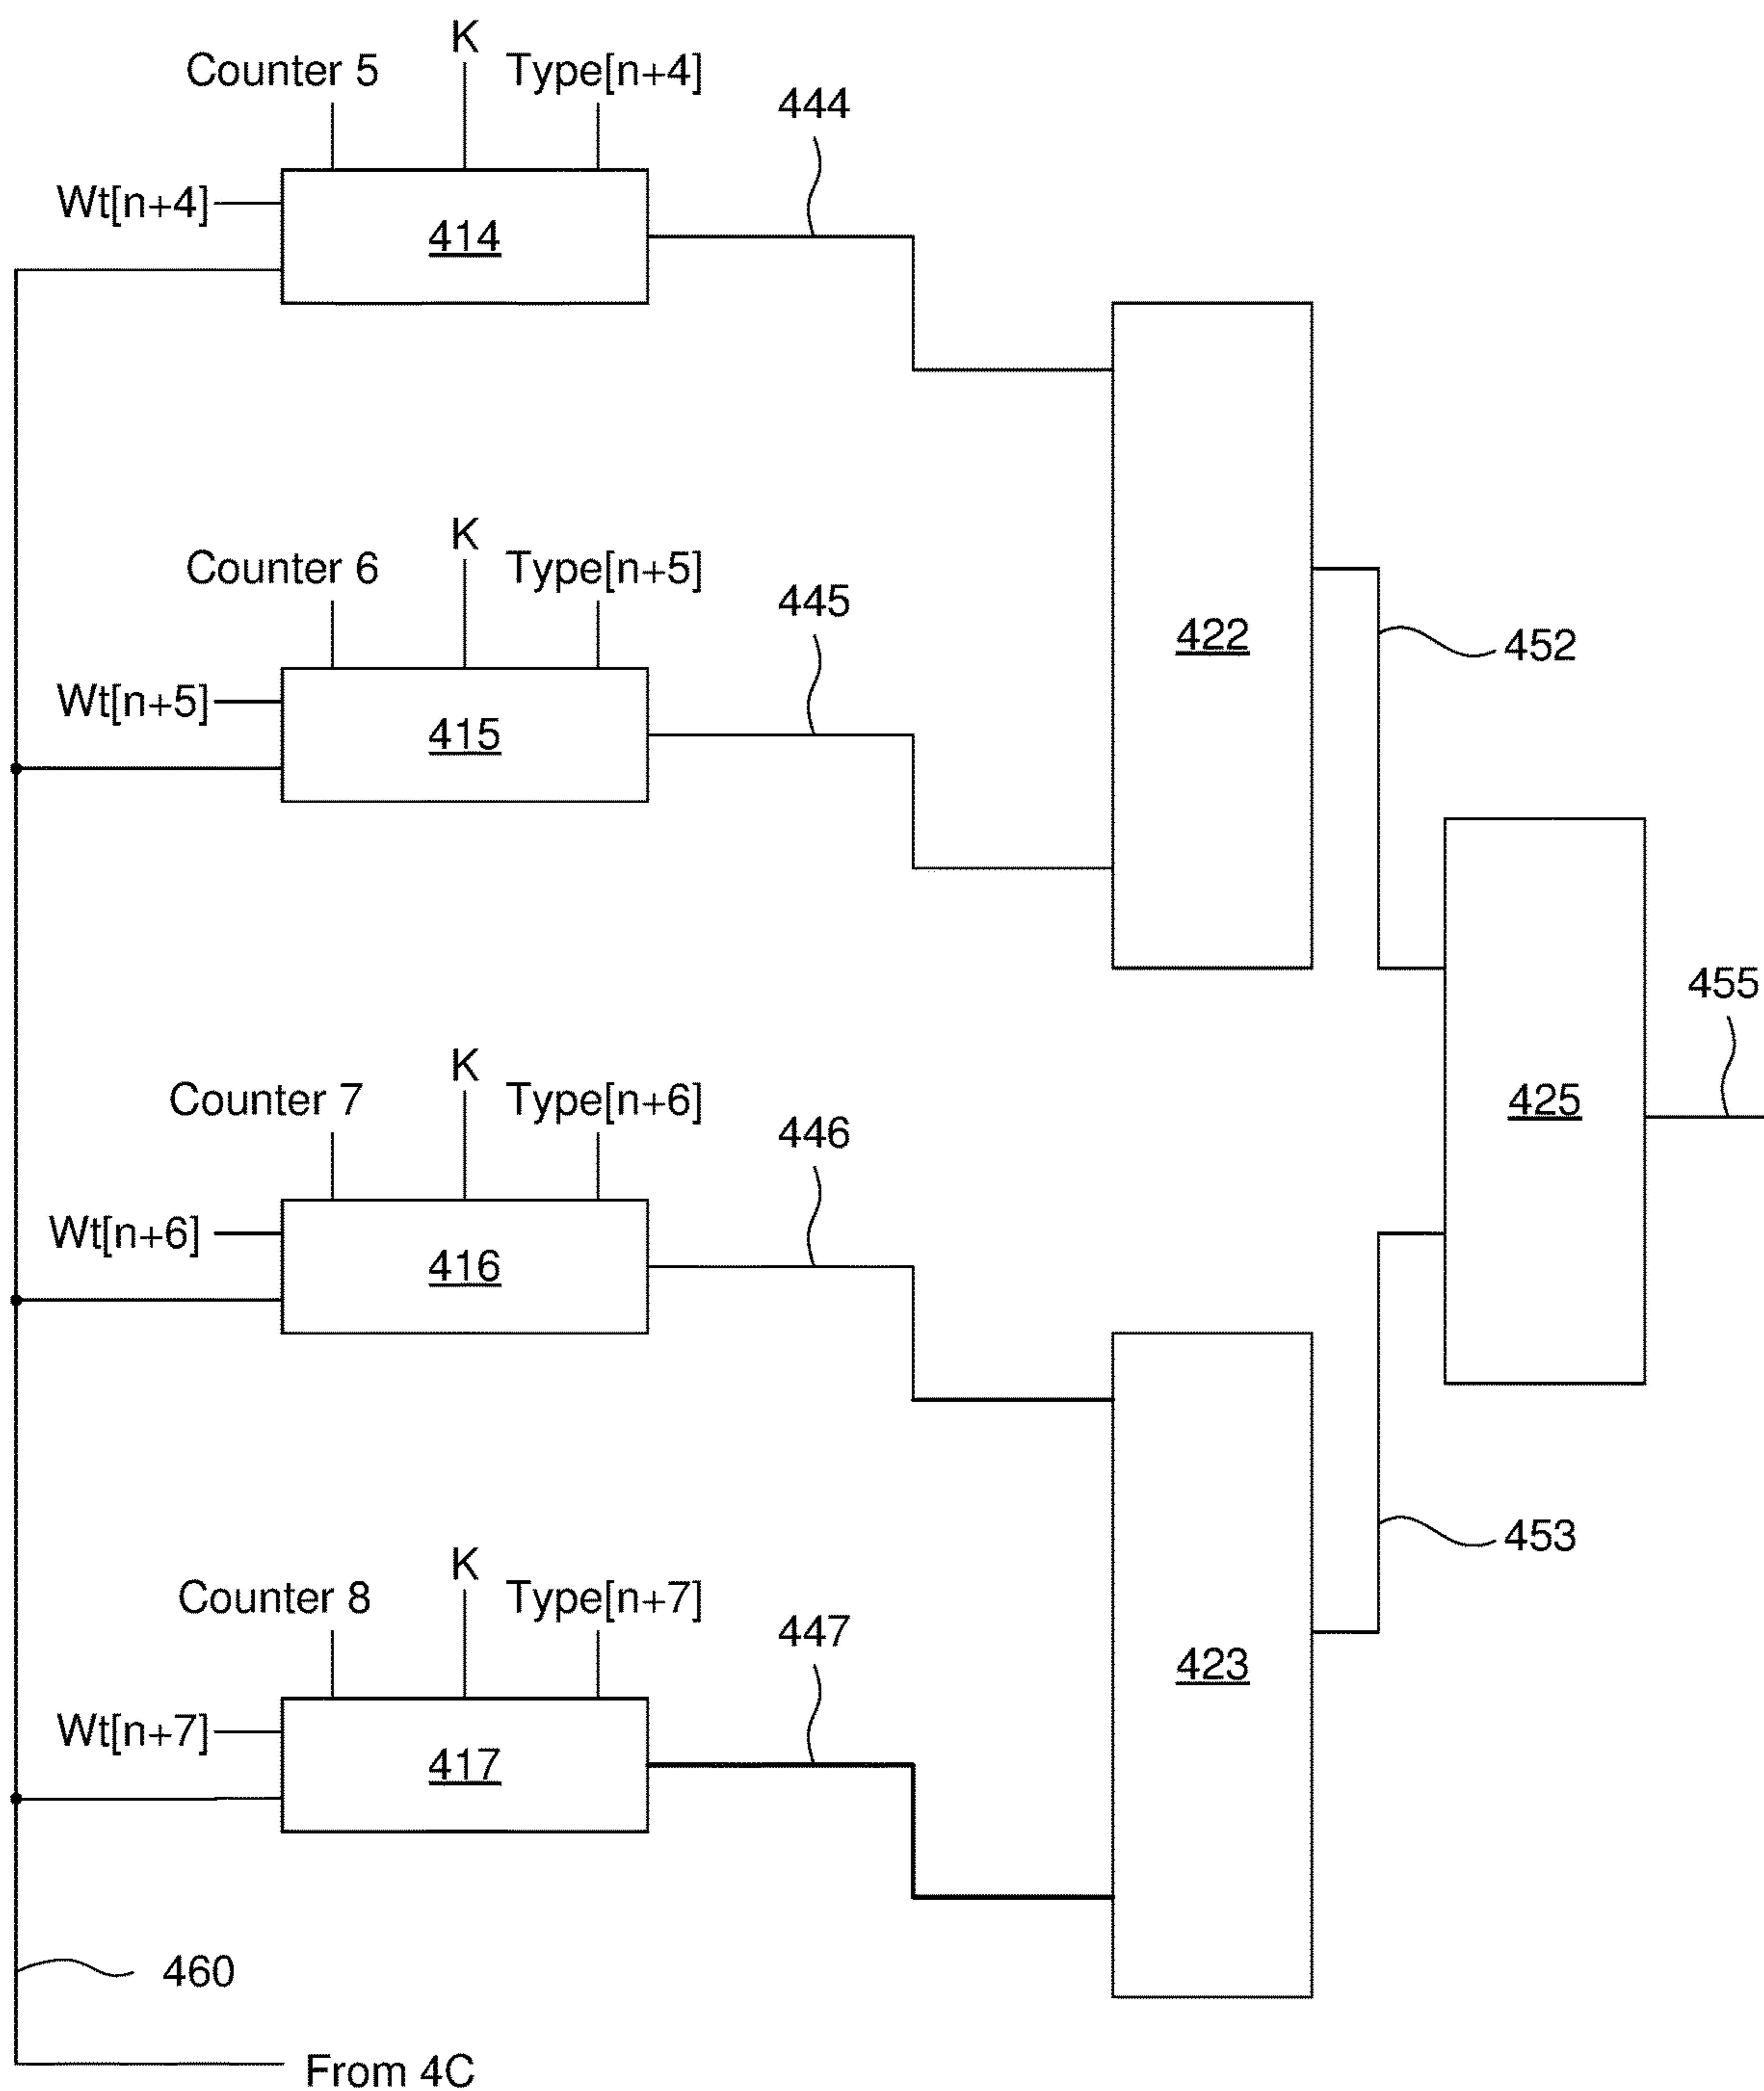 K
Counter 5
Type[n+4]
444
Wt[n+4]
414
K
Counter 6
Type[n+5]
445
422
452
Wt[n+5]
415
455
K
Counter 7
Type[n+6]
446
425
Wt[n+6]
416
453
K
Counter 8
Type[n+7]
447
423
Wt[n+7]
417
460
From 4C